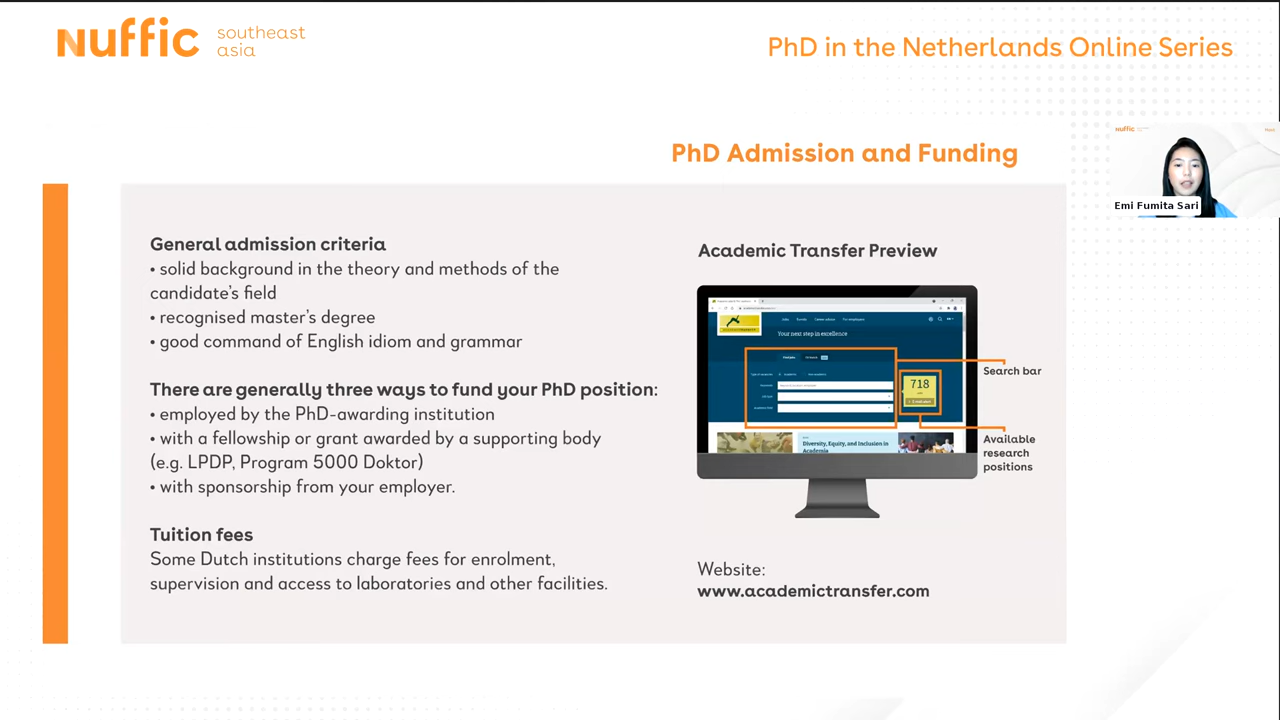 Nuffic southeast asia
PhD in the Netherlands Online Series
PhD Admission and Funding
General admission criteria
• solid background in the theory and methods of the
candidate's field
• recognised master's degree
• good command of English idiom and grammar
There are generally three ways to fund your PhD position:
• employed by the PhD-awarding institution
• with a fellowship or grant awarded by a supporting body
(e.g. LPDP, Program 5000 Doktor)
• with sponsorship from your employer.
Tuition fees
Some Dutch institutions charge fees for enrolment,
supervision and access to laboratories and other facilities.
Academic Transfer Preview
Your next step in excellence
718
Diversity, Equity, and Inclusion in
Academia
Search bar
Available
research
positions
Website:
www.academictransfer.com
nuffic
Emi Fumita Sari